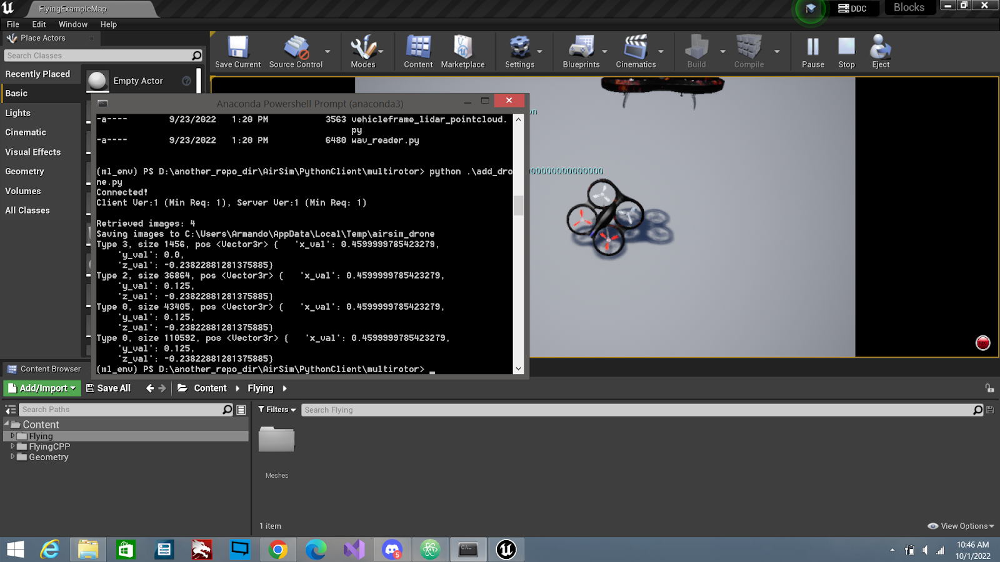 FlyingExampleMap
DDC
Blocks
File Edit Window Help
Place Actors
Search Classes
Recently Placed
Basic
Lights
Cinematic
Visual Effects
Geometry
Volumes
All Classes
Empty Actor
Save Current
Source Control
Modes
Content
Marketplace
Settings
Blueprints
Cinematics
Build
Compile
Pause
Stop
Eject
on
00000000000000
Anaconda Powershell Prompt (anaconda3)
-a---- 9/23/2022 1:20 PM 3563 vehicleframe_lidar_pointcloud.
py
-a---- 9/23/2022 1:20 PM 6480 wav_reader.py
(ml_env) PS D:\another_repo_dir\AirSim\PythonClient\multirotor> python .\add_dro
ne.py
Connected!
Client Ver:1 (Min Req: 1), Server Ver:1 (Min Req: 1)
Retrieved images: 4
Saving images to C:\Users\Armando\AppData\Local\Temp\airsim_drone
Type 3, size 1456, pos <Vector3r> { 'x_val': 0.4599999785423279,
'y_val': 0.0,
'z_val': -0.23822881281375885}
Type 2, size 36864, pos <Vector3r> { 'x_val': 0.4599999785423279,
'y_val': 0.125,
'z_val': -0.23822881281375885}
Type 0, size 43405, pos <Vector3r> { 'x_val': 0.4599999785423279,
'y_val': 0.125,
'z_val': -0.23822881281375885}
Type 0, size 110592, pos <Vector3r> { 'x_val': 0.4599999785423279,
'y_val': 0.125,
'z_val': -0.23822881281375885}
(ml_env) PS D:\another_repo_dir\AirSim\PythonClient\multirotor>
Content Browser
Add/Import
Save All
Content
Flying
Search Paths
Filters
Search Flying
Content
Flying
FlyingCPP
Geometry
Meshes
1 item
View Options
5
10:46 AM
10/1/2022